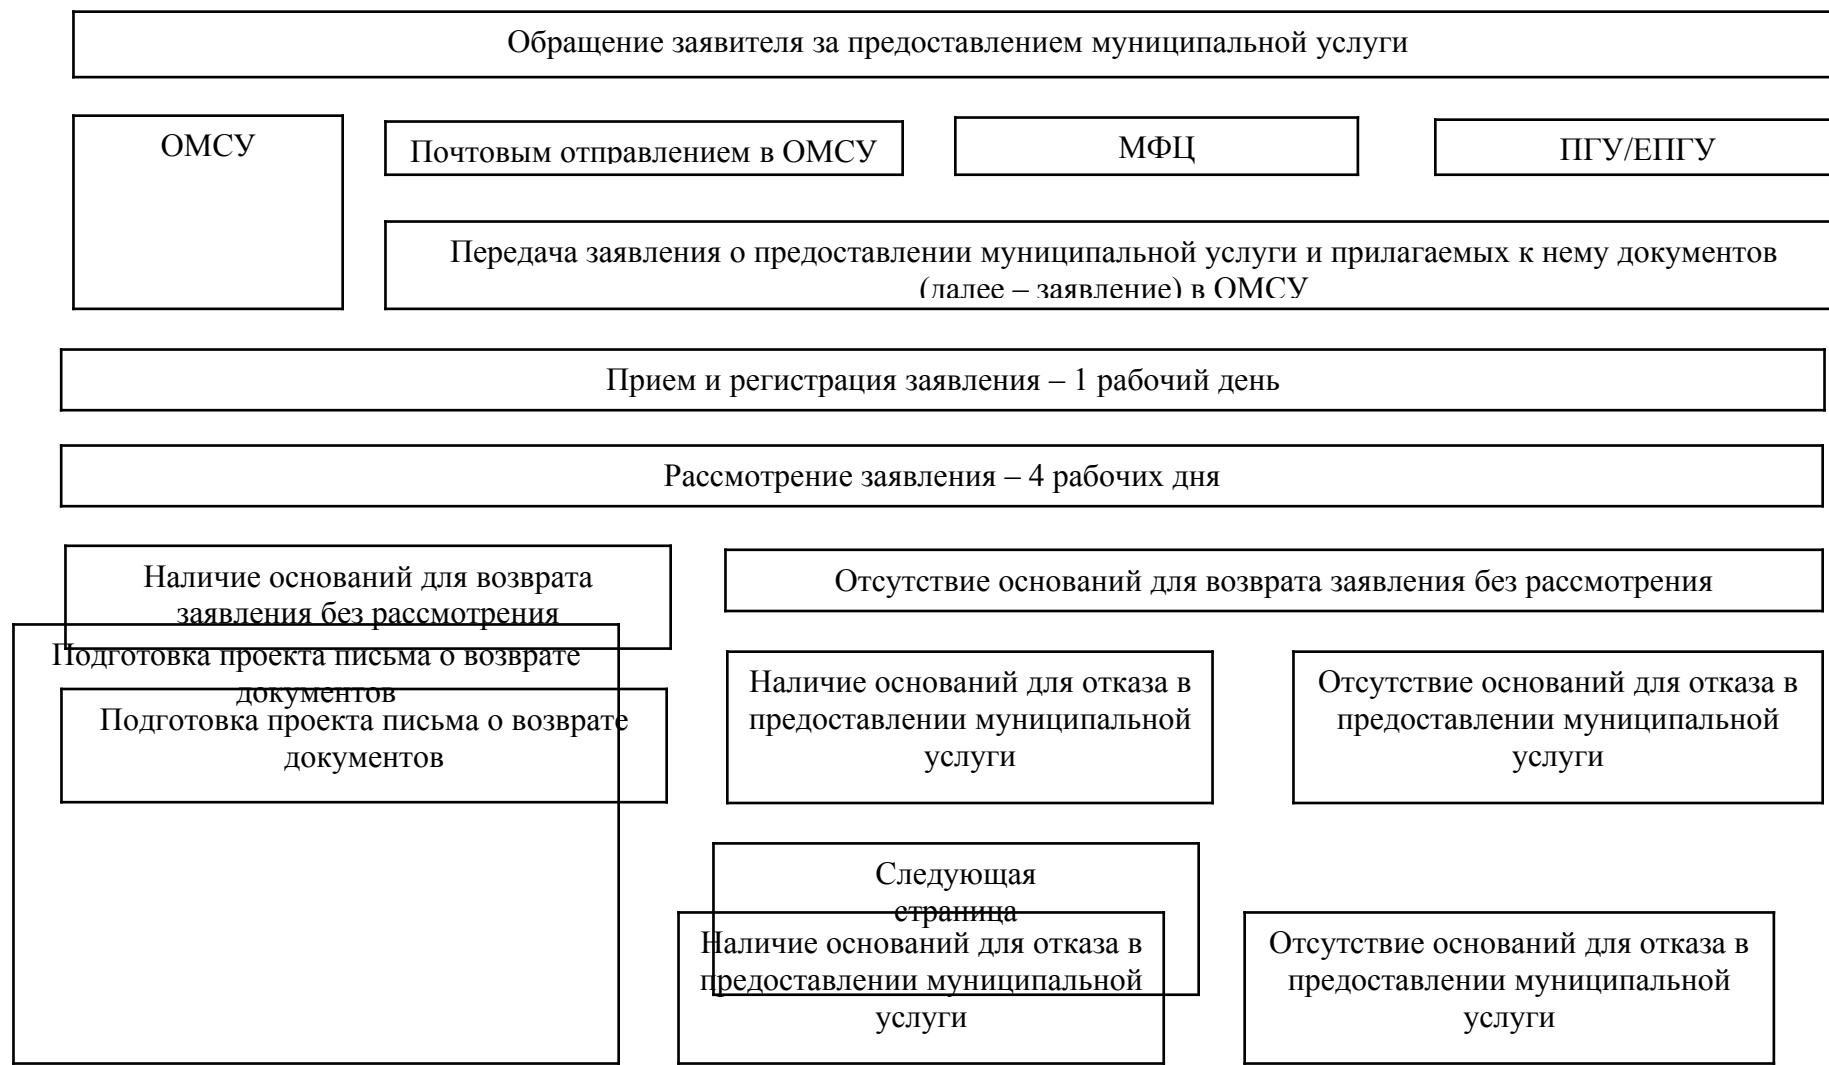 Обращение заявителя за предоставлением муниципальной услуги
ОМСУ
Почтовым отправлением в ОМСУ
МФЦ
ПГУ/ЕПГУ
Передача заявления о предоставлении муниципальной услуги и прилагаемых к нему документов
(далее – заявление) в ОМСУ
Прием и регистрация заявления – 1 рабочий день
Рассмотрение заявления – 4 рабочих дня
Наличие оснований для возврата
заявления без рассмотрения
Отсутствие оснований для возврата заявления без рассмотрения
Подготовка проекта письма о возврате
документов
Подготовка проекта письма о возврате
документов
Наличие оснований для отказа в
предоставлении муниципальной
услуги
Отсутствие оснований для отказа в
предоставлении муниципальной
услуги
Следующая
страница
Наличие оснований для отказа в
предоставлении муниципальной
услуги
Отсутствие оснований для отказа в
предоставлении муниципальной
услуги